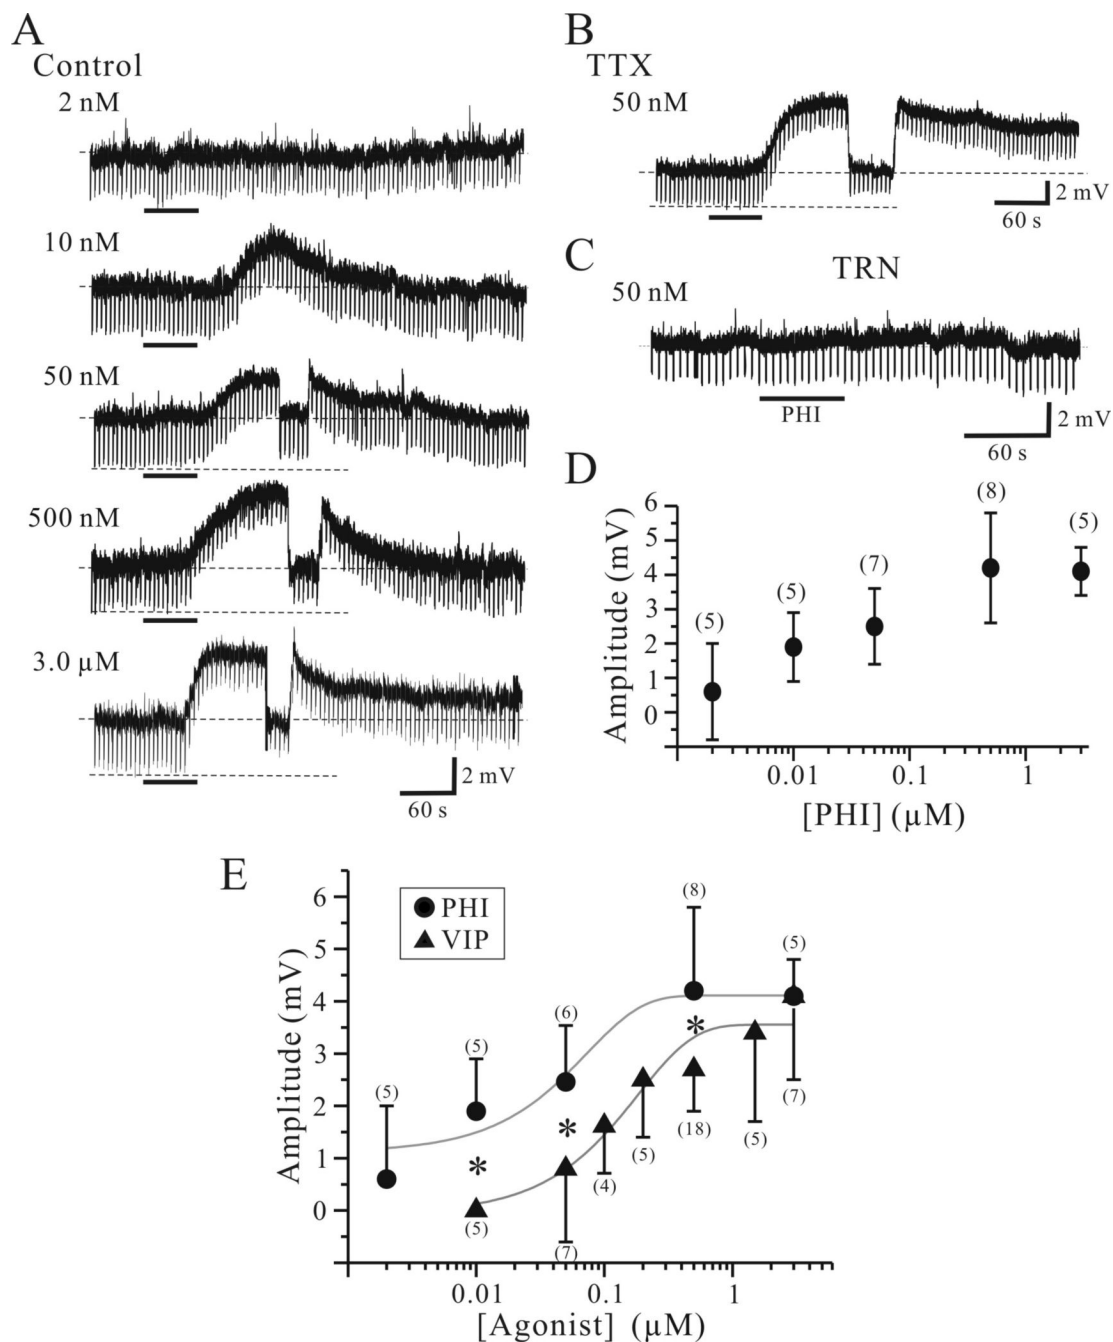 A
Control
2 nM
10 nM
50 nM
500 nM
3.0 µM
2 mV
60 s
B
TTX
50 nM
2 mV
60 s
C
TRN
50 nM
PHI
2 mV
60 s
D
Amplitude (mV)
6
5
4
3
2
1
0
(5)
(5)
(7)
(8)
(5)
0.01
0.1
1
[PHI] (µM)
E
PHI
VIP
Amplitude (mV)
6
5
4
3
2
1
0
(5)
(5)
(6)
(8)
(5)
*
*
*
(5)
(7)
(4)
(5)
(18)
(5)
(7)
0.01
0.1
1
[Agonist] (µM)